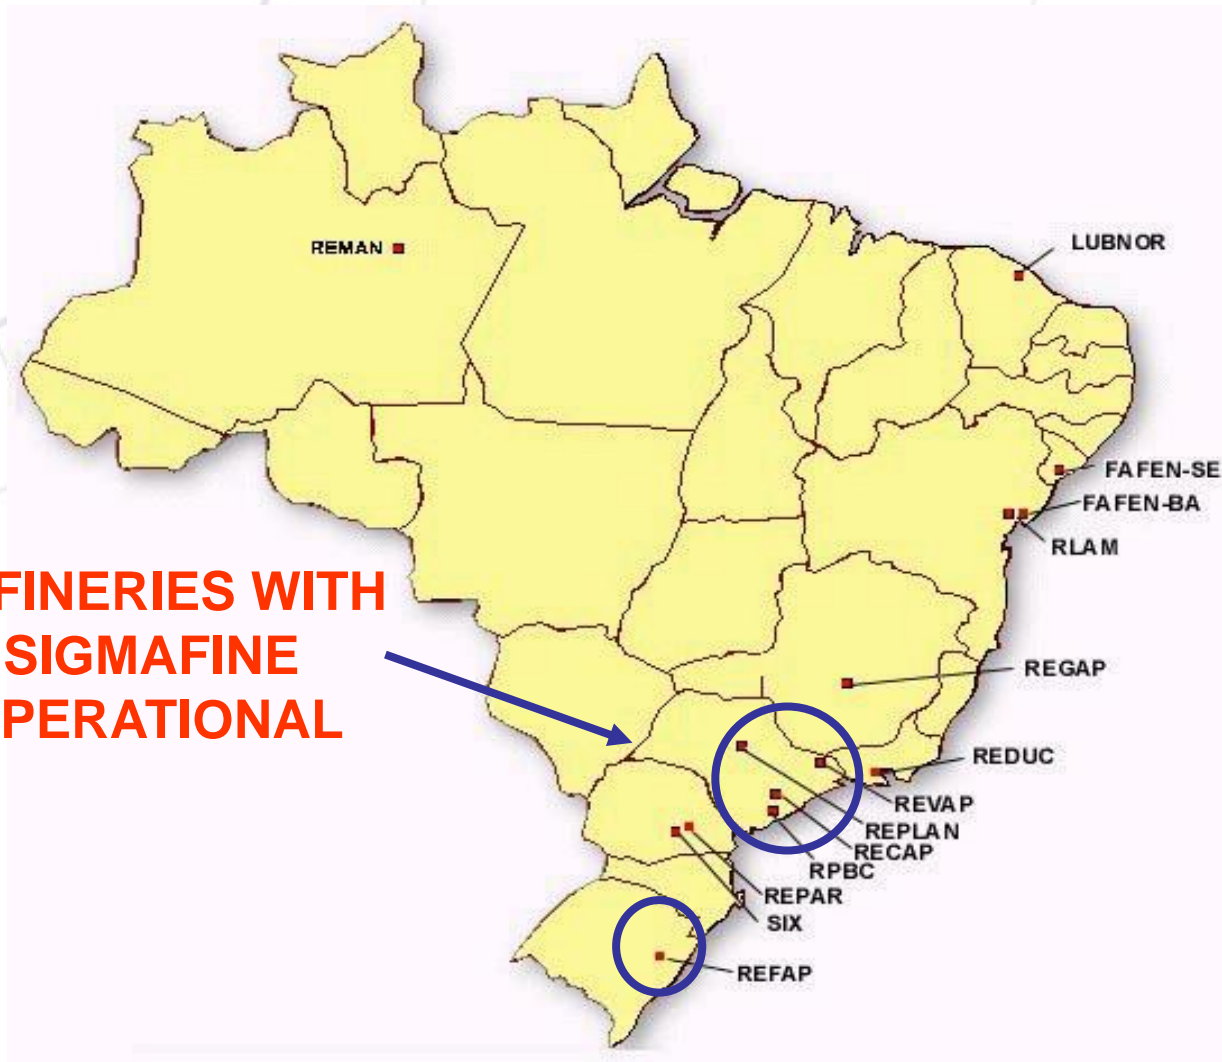 REMAN
LUBNOR
FAFEN-SE
FAFEN-BA
RLAM
FINERIES WITH
SIGMAFINE
PERATIONAL
REGAP
REDUC
REVAP
REPLAN
RECAP
RPBC
REPAR
SIX
REFAP